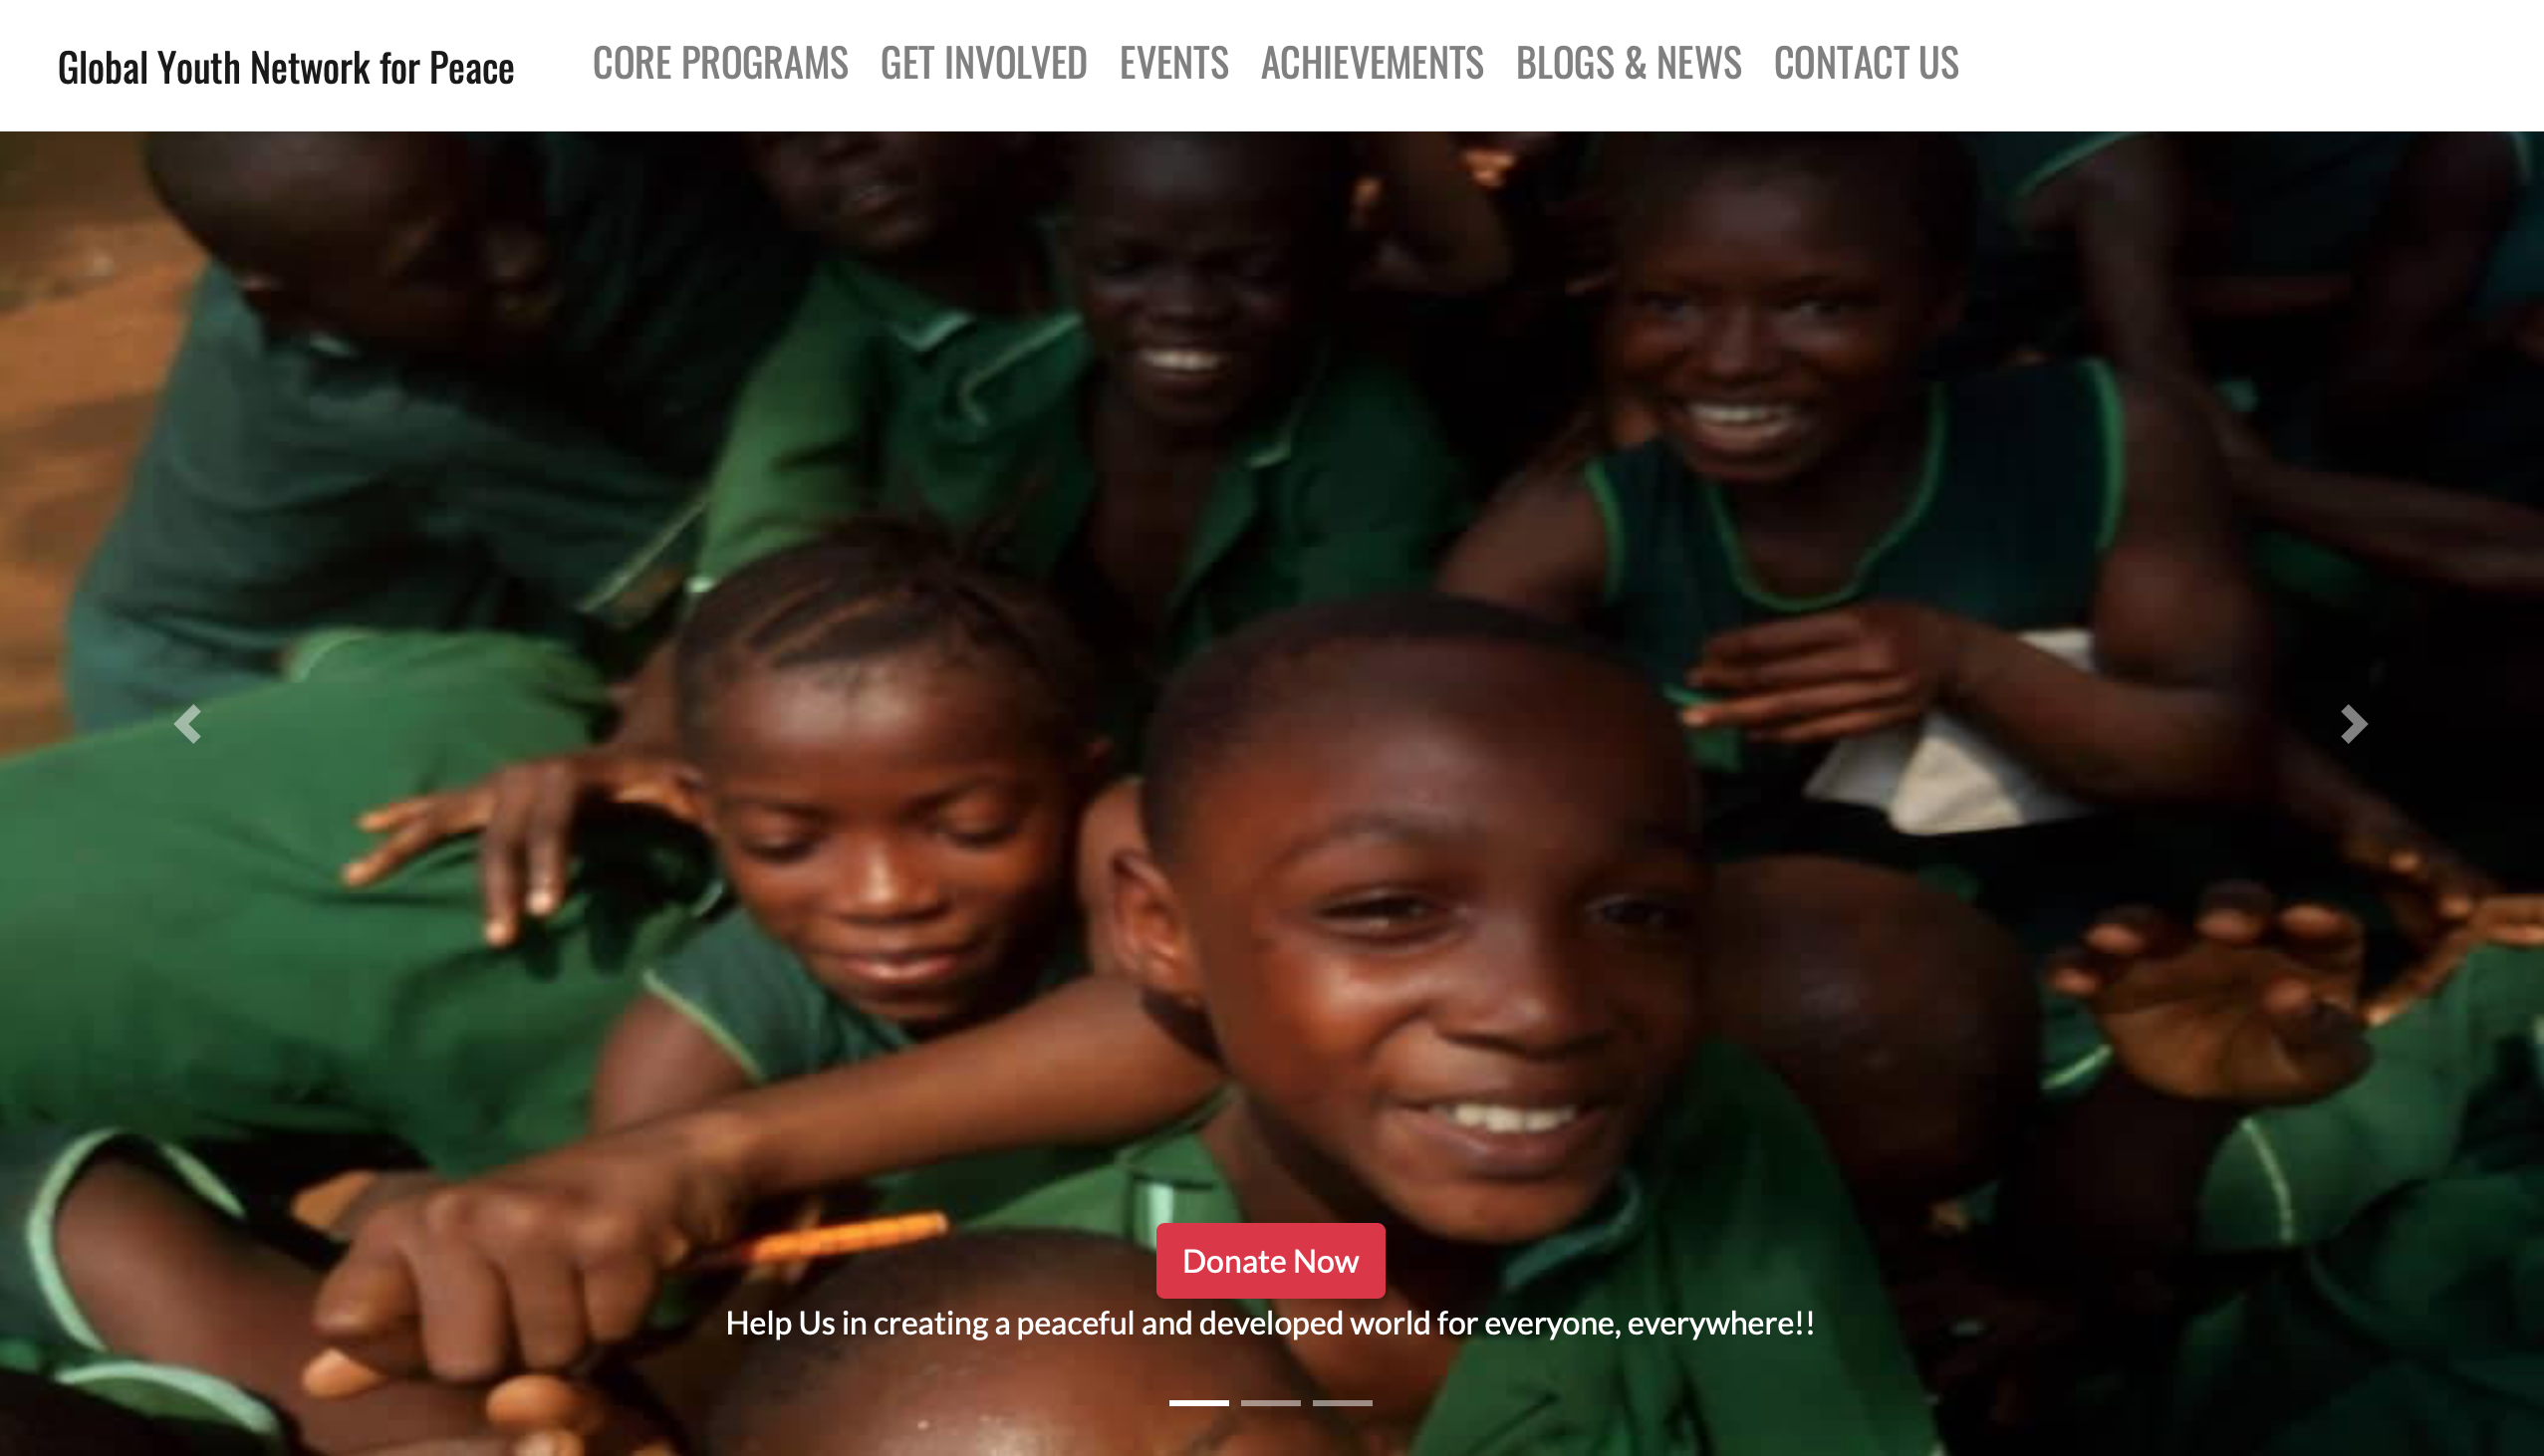 Global Youth Network for Peace
CORE PROGRAMS GET INVOLVED EVENTS ACHIEVEMENTS BLOGS & NEWS CONTACT US
Donate Now
Help Us in creating a peaceful and developed world for everyone, everywhere!!